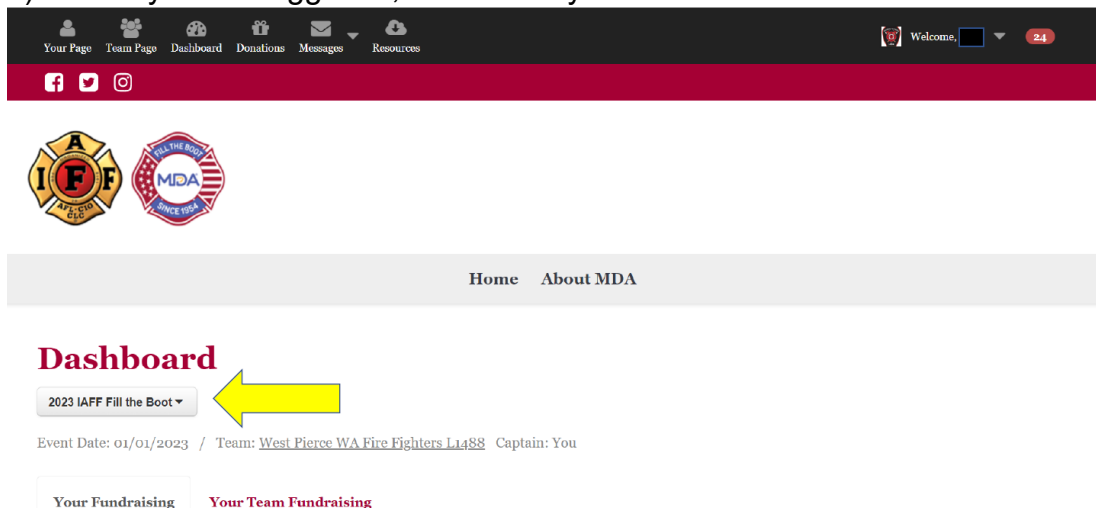 Your Page Team Page Dashboard Donations Messages Resources
Welcome, 24
I A F F
AFL-CIO
CLC
FILL THE BOOT
MDA
SINCE 1954
Home About MDA
Dashboard
2023 IAFF Fill the Boot
Event Date: 01/01/2023 / Team: West Pierce WA Fire Fighters L1488 Captain: You
Your Fundraising Your Team Fundraising